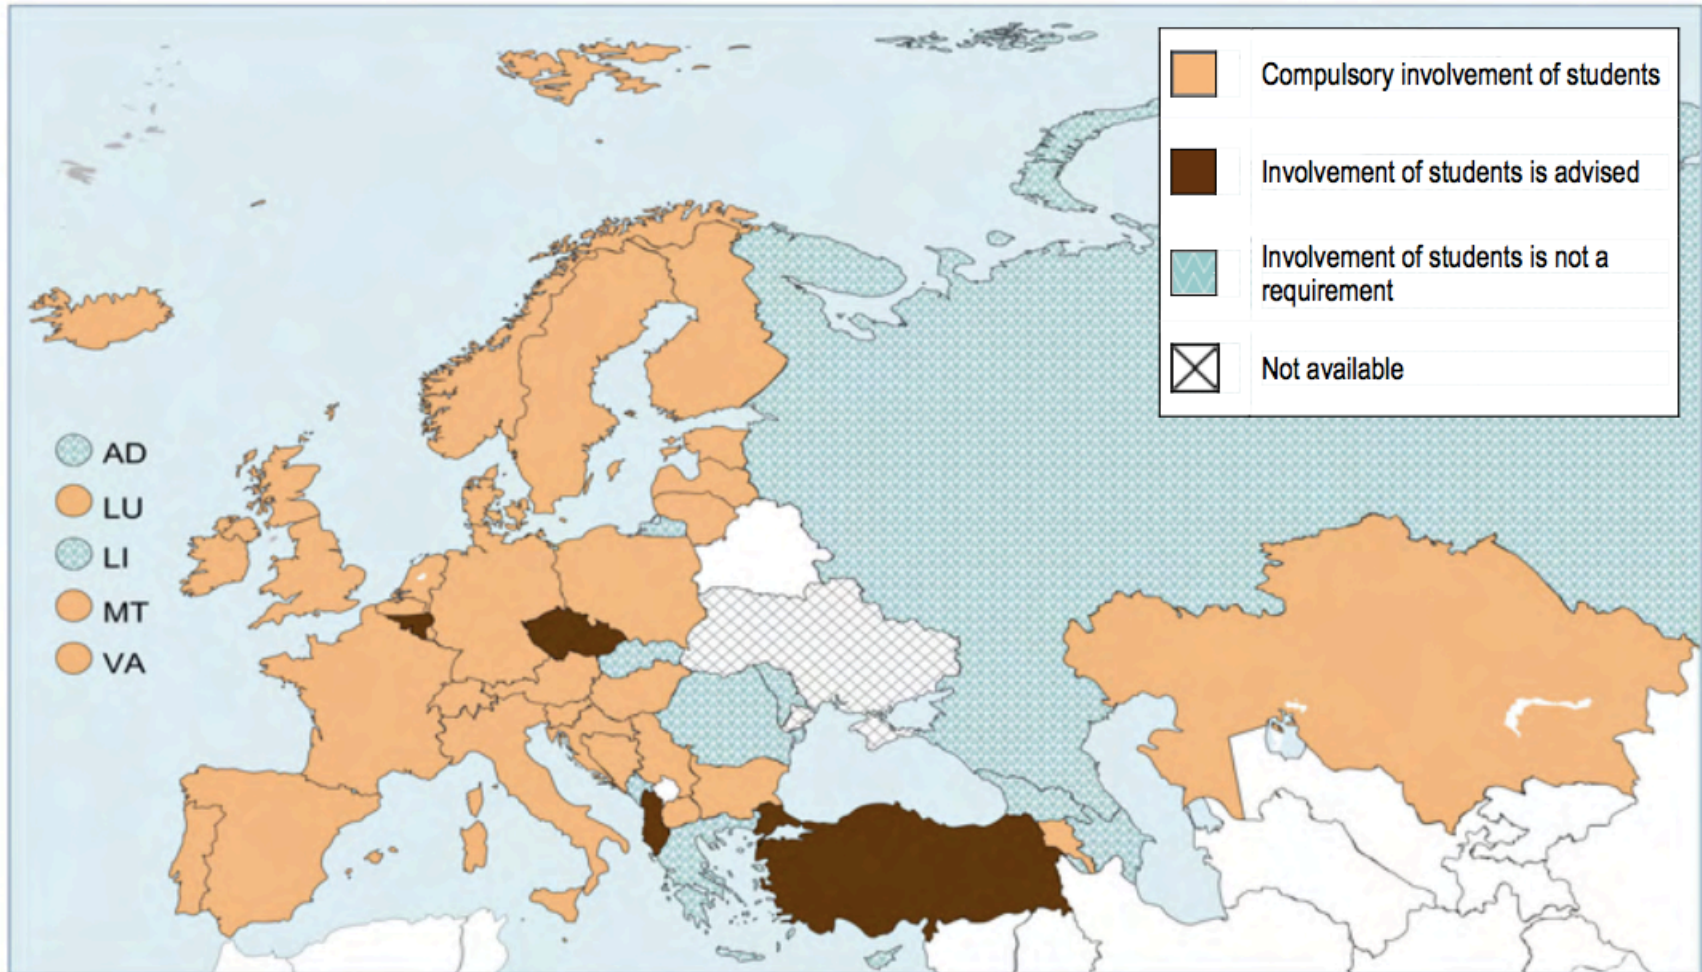 Compulsory involvement of students
Involvement of students is advised
Involvement of students is not a
requirement
Not available
AD
LU
LI
MT
VA